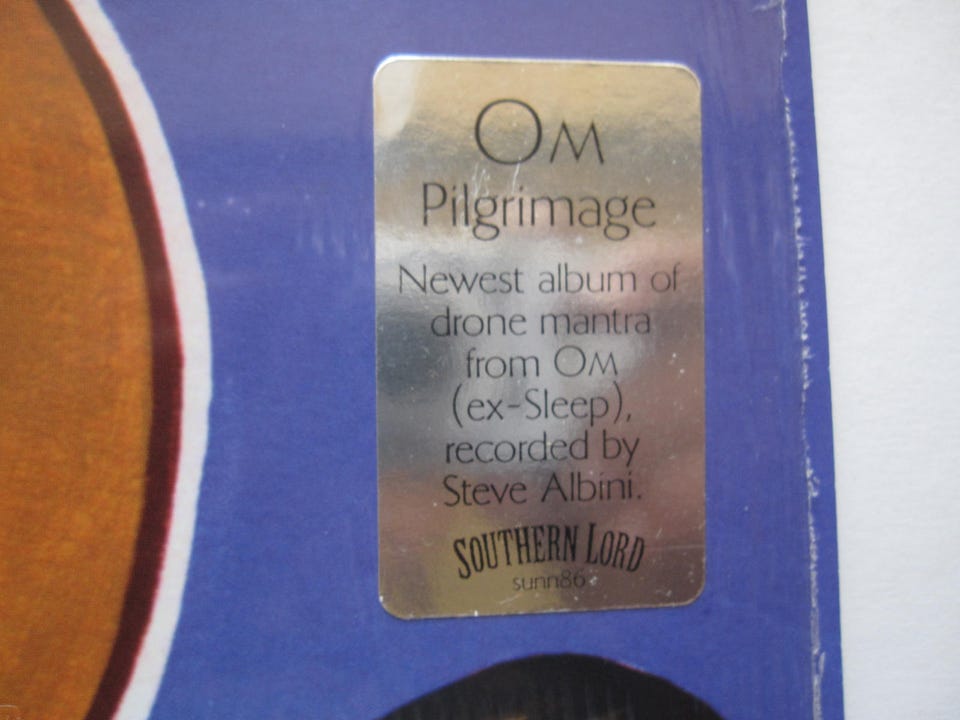 OM
Pilgrimage
Newest album of
drone mantra
from OM
(ex-Sleep),
recorded by
Steve Albini.
SOUTHERN LORD
sunn86